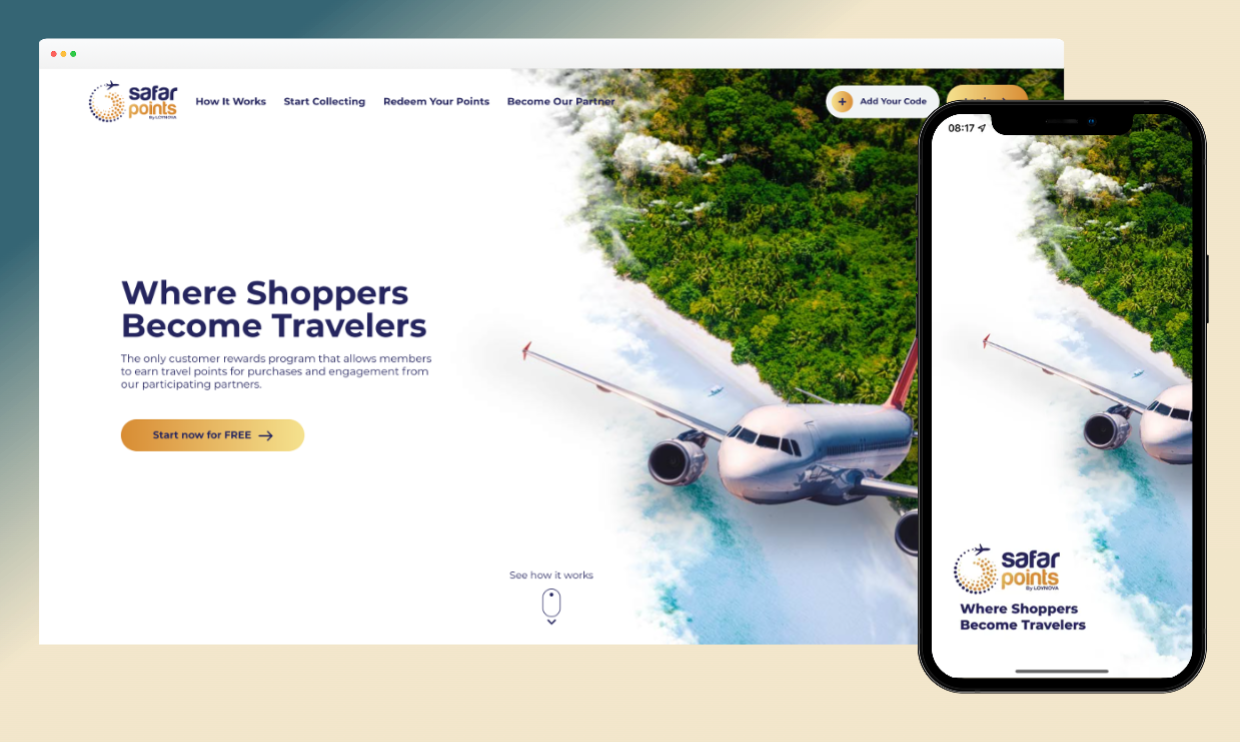 safar
points
By LOVNOVA
How It Works
Start Collecting
Redeem Your Points
Become Our Partner
Add Your Code
Where Shoppers
Become Travelers
The only customer rewards program that allows members
to earn travel points for purchases and engagement from
our participating partners.
Start now for FREE
See how it works
08:17
safar
points
By LOVNOVA
Where Shoppers
Become Travelers